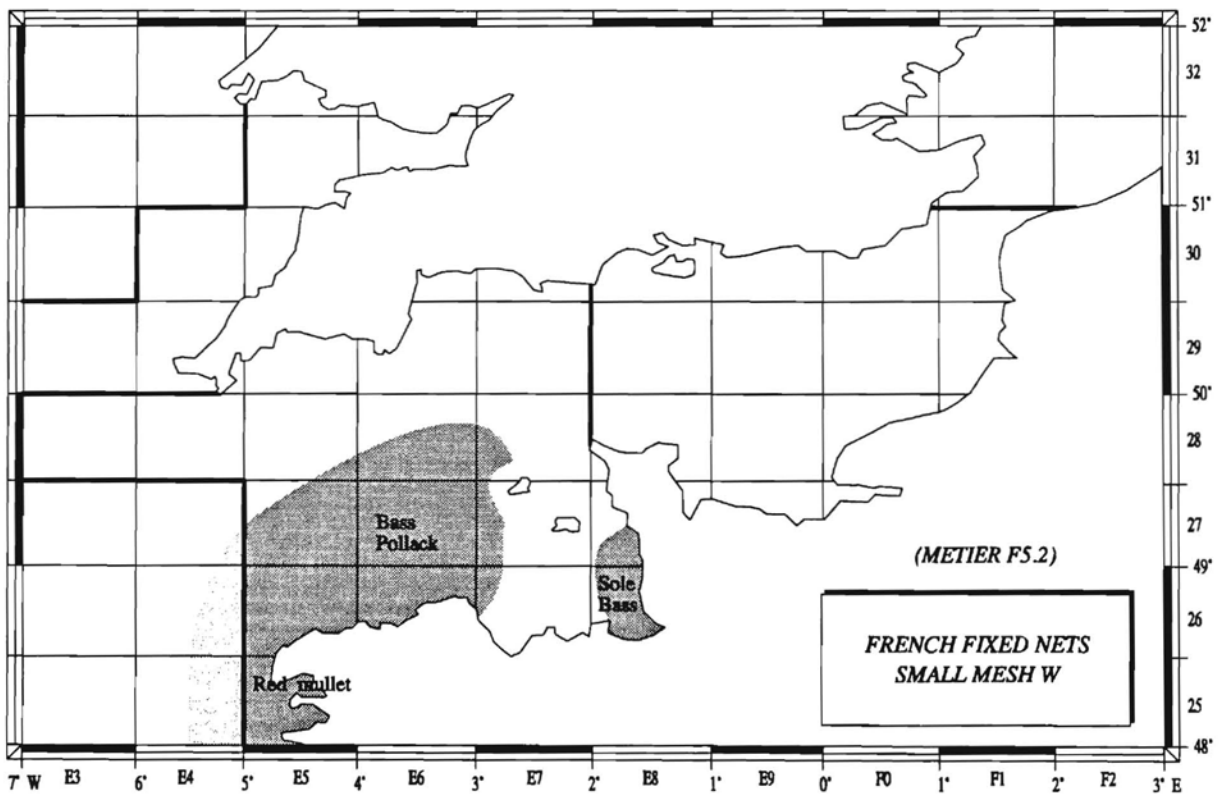 52°
32
31
51°
30
29
50°
28
Bass
Pollack
27
(METIER F5.2)
49°
Sole
Bass
26
FRENCH FIXED NETS
SMALL MESH W
Red mullet
25
48°
7° W E3 6° E4 5° E5 4° E6 3° E7 2° E8 1° E9 0° F0 1° F1 2° F2 3° E